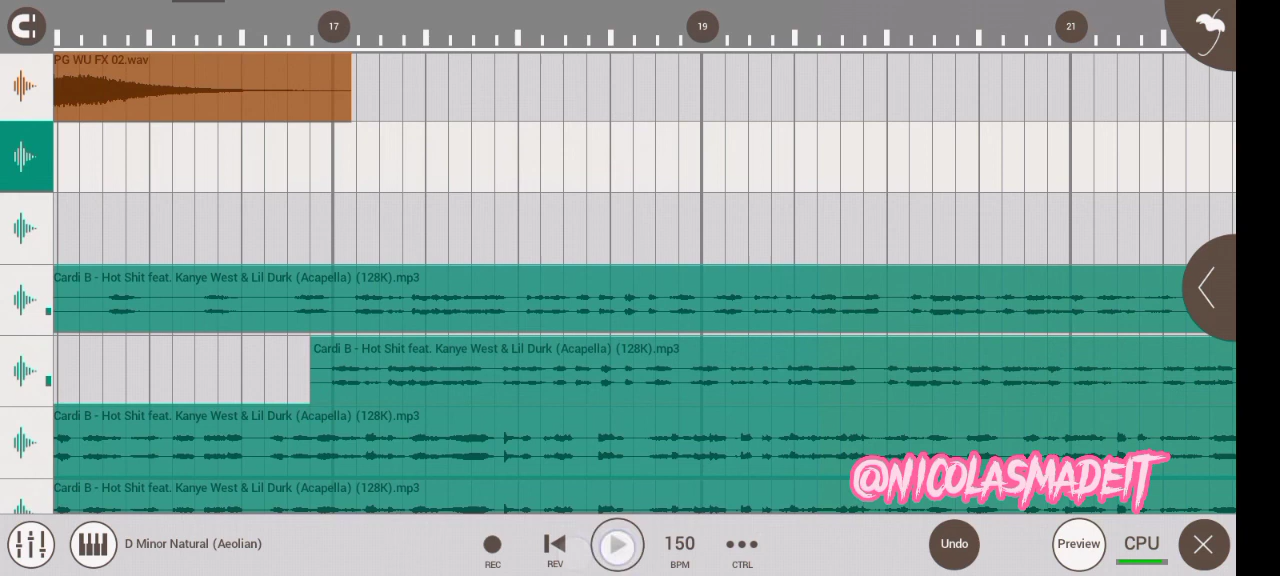 17
19
21
PG WU FX 02.wav
Cardi B - Hot Shit feat. Kanye West & Lil Durk (Acapella) (128K).mp3
Cardi B - Hot Shit feat. Kanye West & Lil Durk (Acapella) (128K).mp3
Cardi B - Hot Shit feat. Kanye West & Lil Durk (Acapella) (128K).mp3
Cardi B - Hot Shit feat. Kanye West & Lil Durk (Acapella) (128K).mp3
@NICOLASMADEIT
D Minor Natural (Aeolian)
REC
REV
150
BPM
CTRL
Undo
Preview
CPU